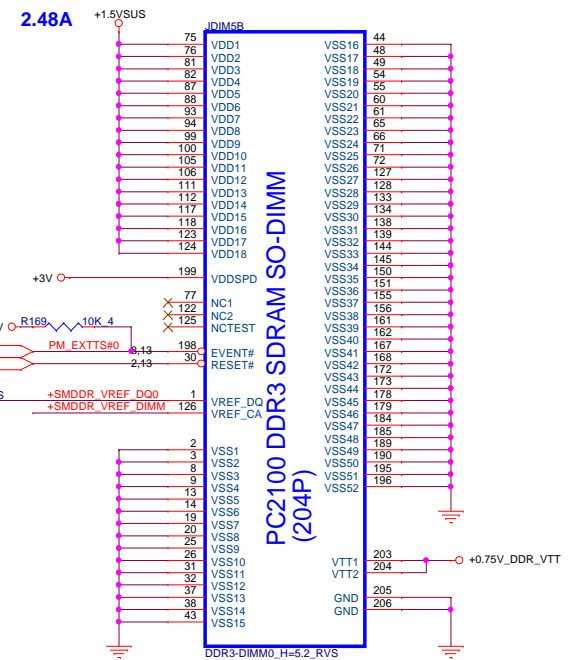 2.48A
+1.5VSUS
JDIM5B
75 VDD1 VSS16 44
76 VDD2 VSS17 48
81 VDD3 VSS18 49
82 VDD4 VSS19 54
87 VDD5 VSS20 55
88 VDD6 VSS21 60
93 VDD7 VSS22 61
94 VDD8 VSS23 65
99 VDD9 VSS24 66
100 VDD10 VSS25 71
105 VDD11 VSS26 72
106 VDD12 VSS27 127
111 VDD13 VSS28 128
112 VDD14 VSS29 133
117 VDD15 VSS30 134
118 VDD16 VSS31 138
123 VDD17 VSS32 139
124 VDD18 VSS33 144
VSS34 145
+3V 199 VDDSPD VSS35 150
VSS36 151
77 NC1 VSS37 155
122 NC2 VSS38 156
125 NCTEST VSS39 161
VSS40 162
R169 10K_4
PM_EXTTS#0 2,13 198 EVENT# VSS41 167
2,13 30 RESET# VSS42 168
VSS43 172
VSS44 173
+SMDDR_VREF_DQ0 1 VREF_DQ VSS45 178
+SMDDR_VREF_DIMM 126 VREF_CA VSS46 179
VSS47 184
VSS48 185
2 VSS1 VSS49 189
3 VSS2 VSS50 190
8 VSS3 VSS51 195
9 VSS4 VSS52 196
13 VSS5
14 VSS6
19 VSS7
20 VSS8
25 VSS9
26 VSS10 VTT1 203 +0.75V_DDR_VTT
31 VSS11 VTT2 204
32 VSS12
37 VSS13 GND 205
38 VSS14 GND 206
43 VSS15
PC2100 DDR3 SDRAM SO-DIMM
(204P)
DDR3-DIMM0_H=5.2_RVS